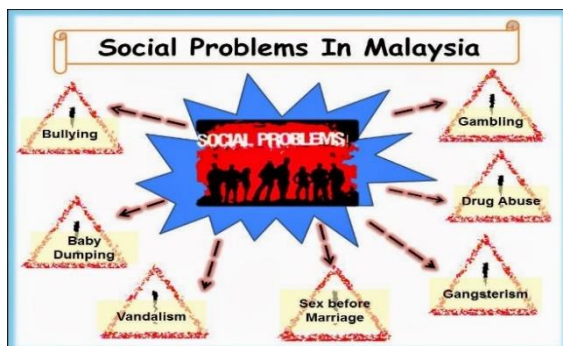 Social Problems In Malaysia
SOCIAL PROBLEMS!
Bullying
Gambling
Drug Abuse
Baby
Dumping
Gangsterism
Vandalism
Sex before
Marriage